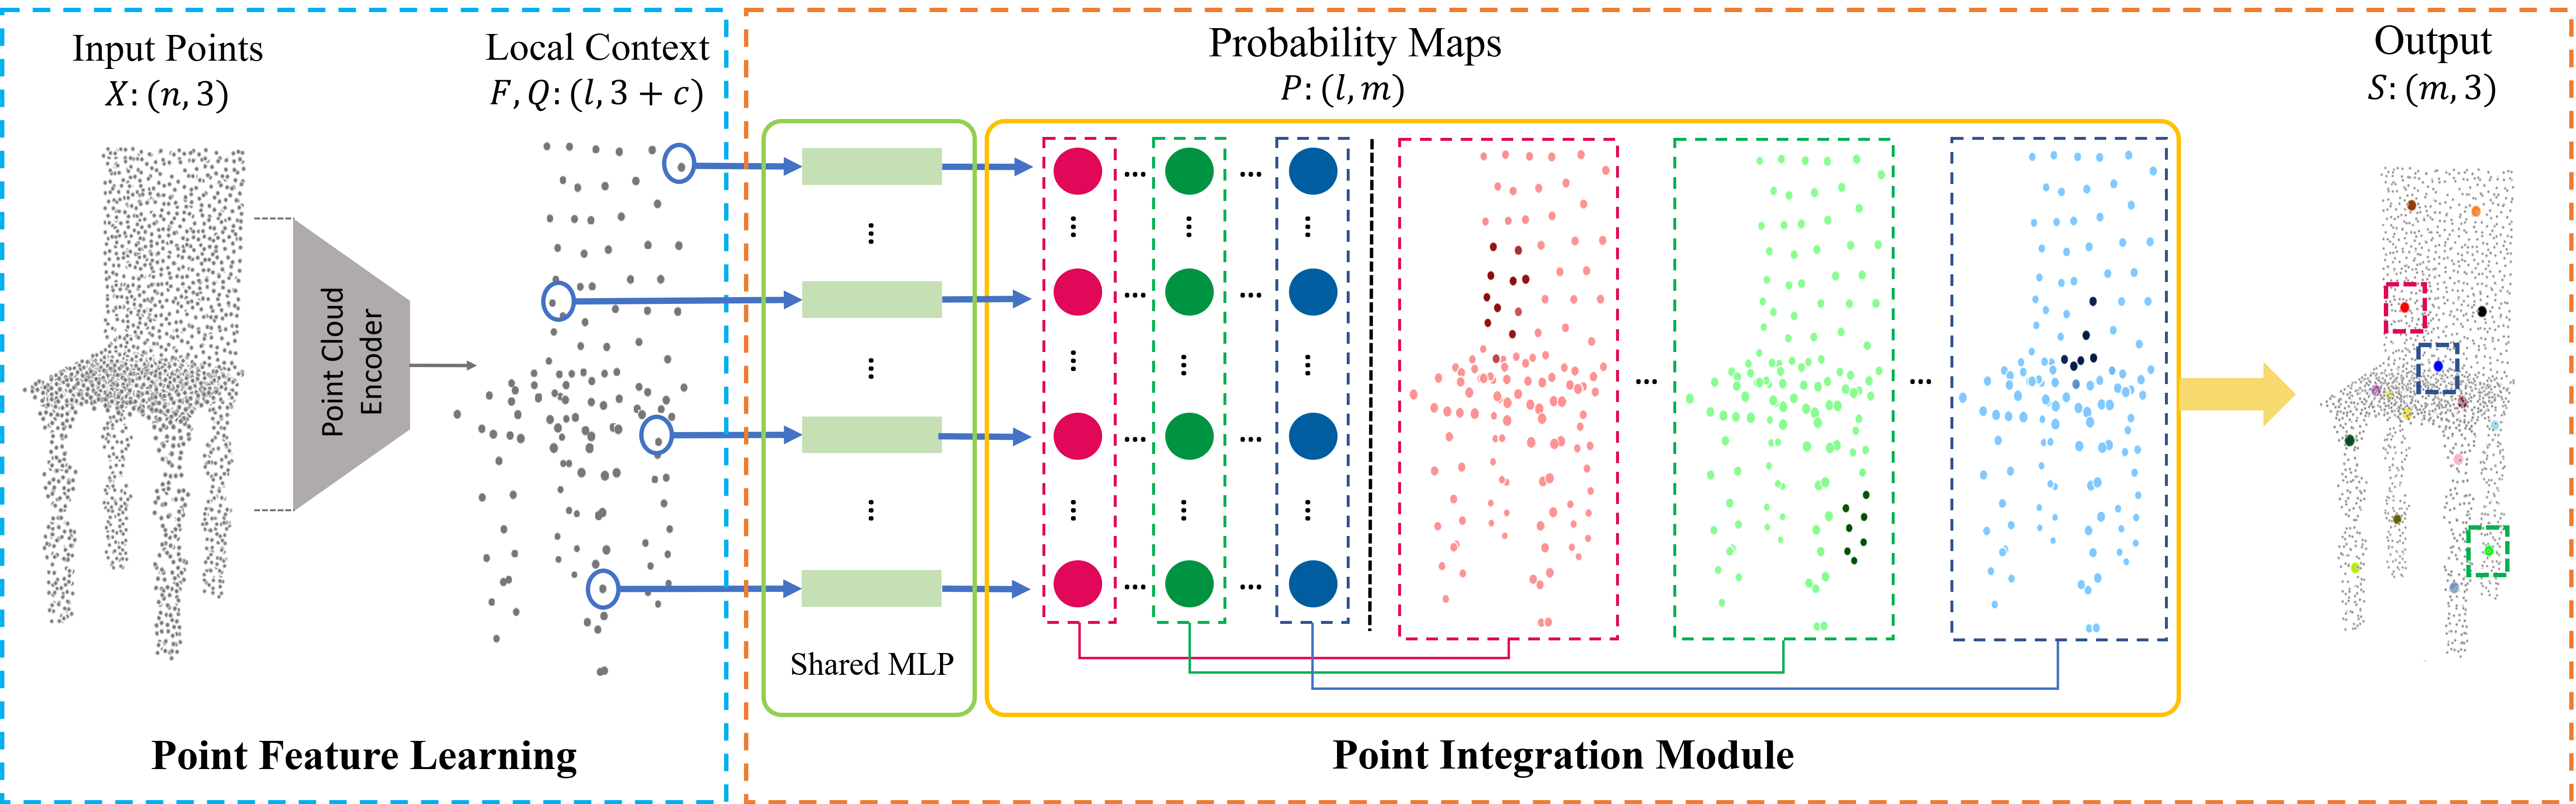 Input Points
X: (n, 3)
Local Context
F, Q: (l, 3 + c)
Probability Maps
P: (l, m)
Output
S: (m, 3)
Point Cloud
Encoder
Shared MLP
Point Feature Learning
Point Integration Module